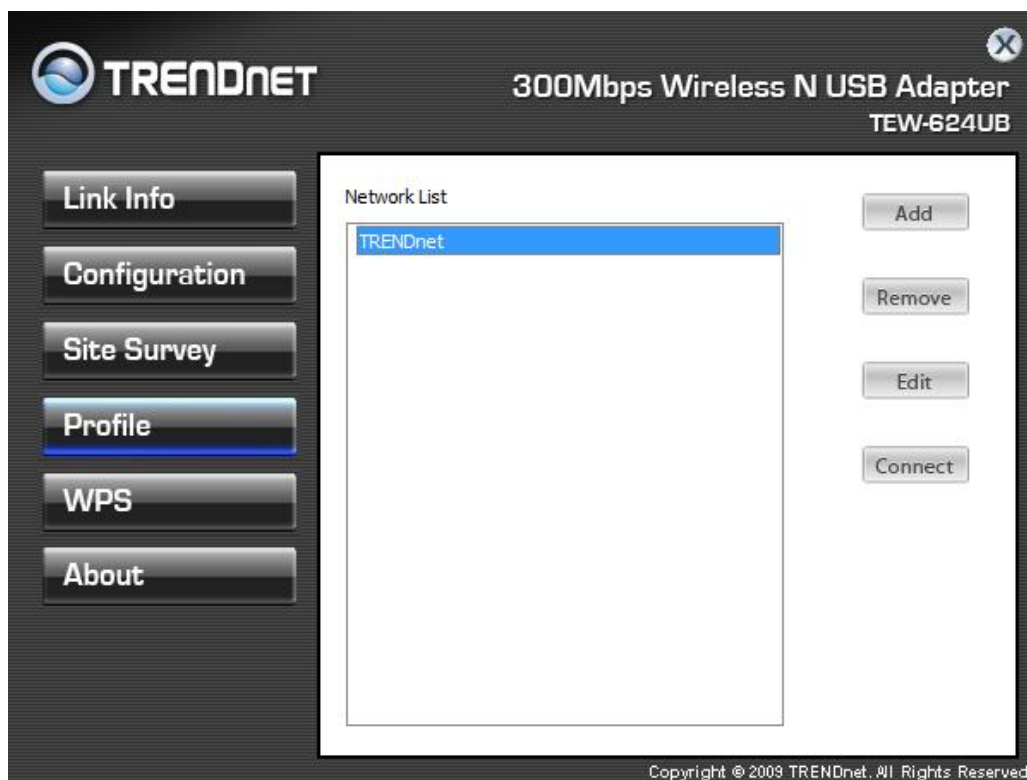 TRENDNET
300Mbps Wireless N USB Adapter
TEW-624UB
Link Info
Configuration
Site Survey
Profile
WPS
About
Network List
TRENDnet
Add
Remove
Edit
Connect
Copyright © 2009 TRENDnet. All Rights Reserved